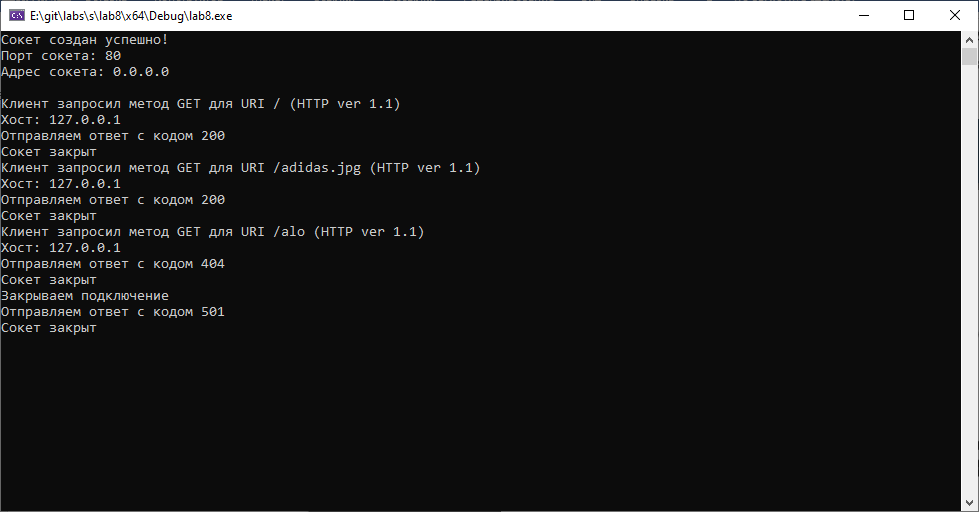 E:\git\labs\s\lab8\x64\Debug\lab8.exe
Сокет создан успешно!
Порт сокета: 80
Адрес сокета: 0.0.0.0
Клиент запросил метод GET для URI / (HTTP ver 1.1)
Хост: 127.0.0.1
Отправляем ответ с кодом 200
Сокет закрыт
Клиент запросил метод GET для URI /adidas.jpg (HTTP ver 1.1)
Хост: 127.0.0.1
Отправляем ответ с кодом 200
Сокет закрыт
Клиент запросил метод GET для URI /alo (HTTP ver 1.1)
Хост: 127.0.0.1
Отправляем ответ с кодом 404
Сокет закрыт
Закрываем подключение
Отправляем ответ с кодом 501
Сокет закрыт